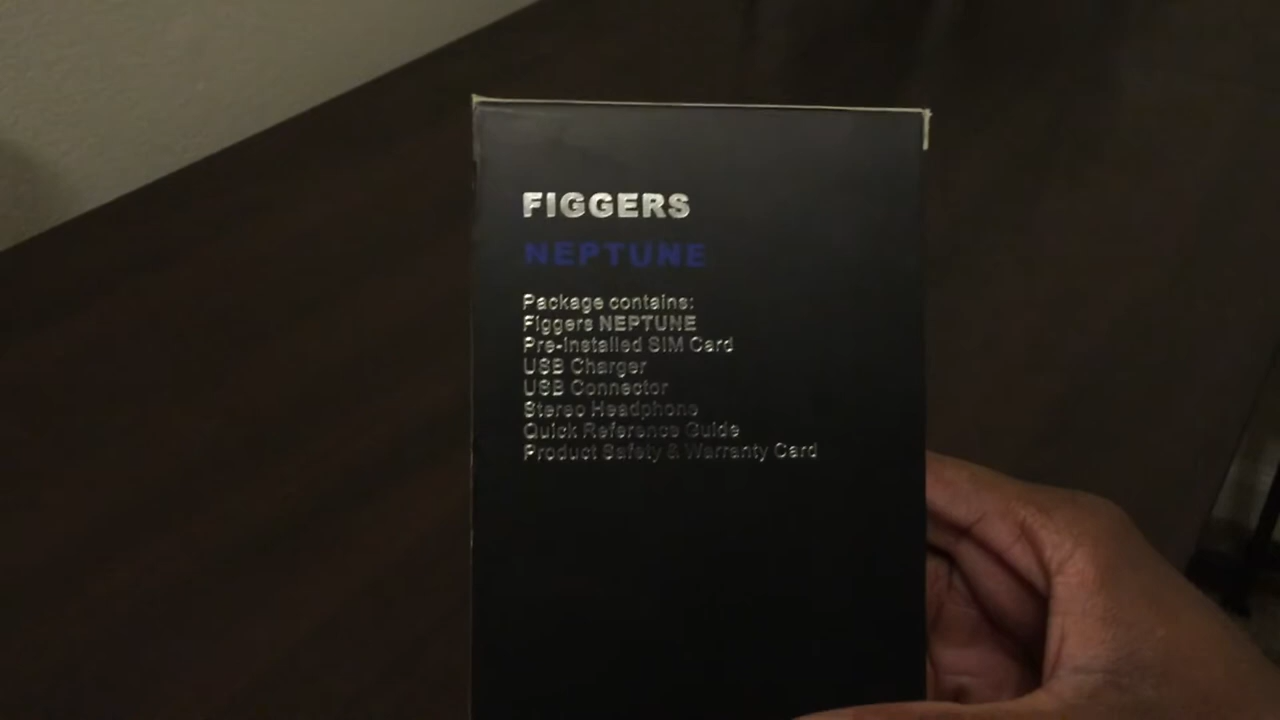 FIGGERS
NEPTUNE
Package contains:
Figgers NEPTUNE
Pre-installed SIM Card
USB Charger
USB Connector
Stereo Headphone
Quick Reference Guide
Product Safety & Warranty Card